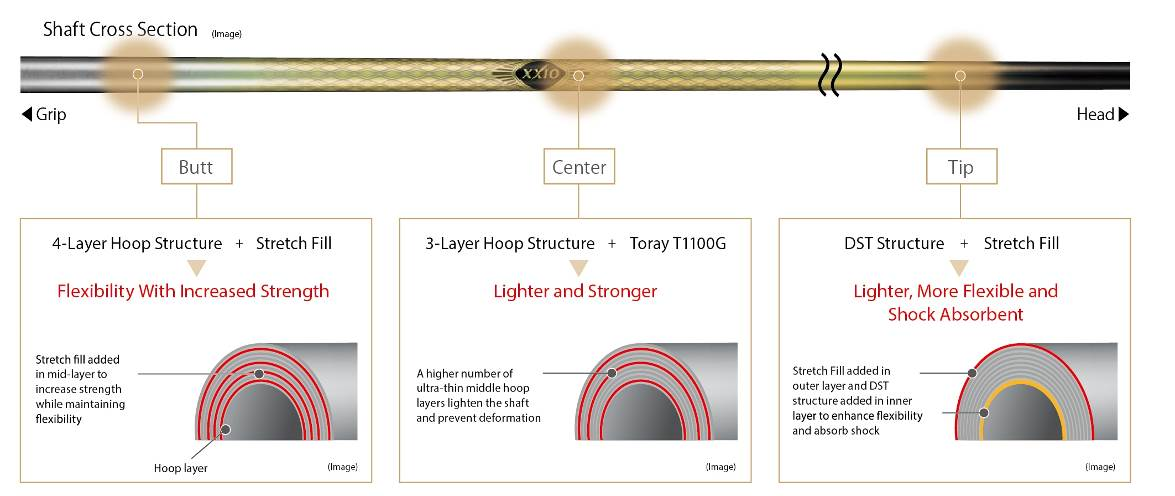 Shaft Cross Section (Image)
XXIO
◀ Grip
Head ▶
Butt
Center
Tip
4-Layer Hoop Structure + Stretch Fill
Flexibility With Increased Strength
Stretch fill added
in mid-layer to
increase strength
while maintaining
flexibility
Hoop layer
(Image)
3-Layer Hoop Structure + Toray T1100G
Lighter and Stronger
A higher number of
ultra-thin middle hoop
layers lighten the shaft
and prevent deformation
(Image)
DST Structure + Stretch Fill
Lighter, More Flexible and
Shock Absorbent
Stretch Fill added in
outer layer and DST
structure added in inner
layer to enhance flexibility
and absorb shock
(Image)